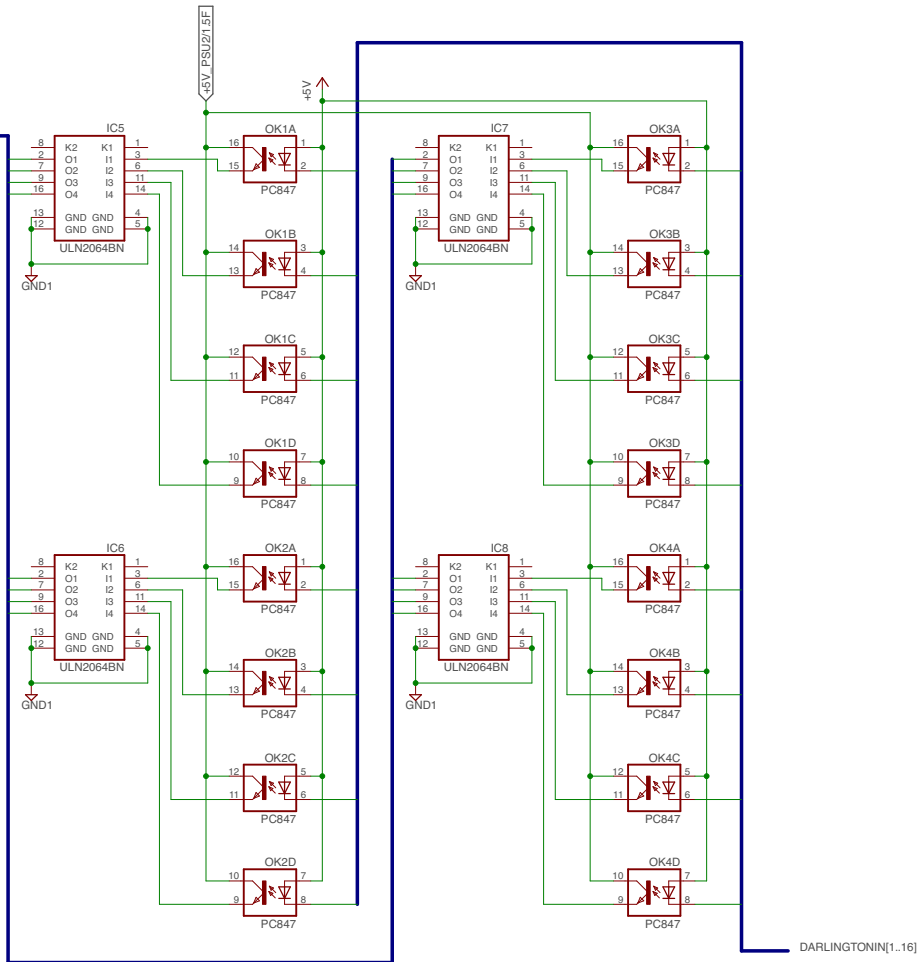 +5V_PSU2/1.5F
+5V
IC5
8 K2 K1 1
2 O1 I1 3
7 O2 I2 6
9 O3 I3 11
16 O4 I4 14
13 GND GND 4
12 GND GND 5
ULN2064BN
GND1
OK1A
16 1
15 2
PC847
OK1B
14 3
13 4
PC847
OK1C
12 5
11 6
PC847
OK1D
10 7
9 8
PC847
IC6
8 K2 K1 1
2 O1 I1 3
7 O2 I2 6
9 O3 I3 11
16 O4 I4 14
13 GND GND 4
12 GND GND 5
ULN2064BN
GND1
OK2A
16 1
15 2
PC847
OK2B
14 3
13 4
PC847
OK2C
12 5
11 6
PC847
OK2D
10 7
9 8
PC847
IC7
8 K2 K1 1
2 O1 I1 3
7 O2 I2 6
9 O3 I3 11
16 O4 I4 14
13 GND GND 4
12 GND GND 5
ULN2064BN
GND1
OK3A
16 1
15 2
PC847
OK3B
14 3
13 4
PC847
OK3C
12 5
11 6
PC847
OK3D
10 7
9 8
PC847
IC8
8 K2 K1 1
2 O1 I1 3
7 O2 I2 6
9 O3 I3 11
16 O4 I4 14
13 GND GND 4
12 GND GND 5
ULN2064BN
GND1
OK4A
16 1
15 2
PC847
OK4B
14 3
13 4
PC847
OK4C
12 5
11 6
PC847
OK4D
10 7
9 8
PC847
DARLINGTONIN[1..16]